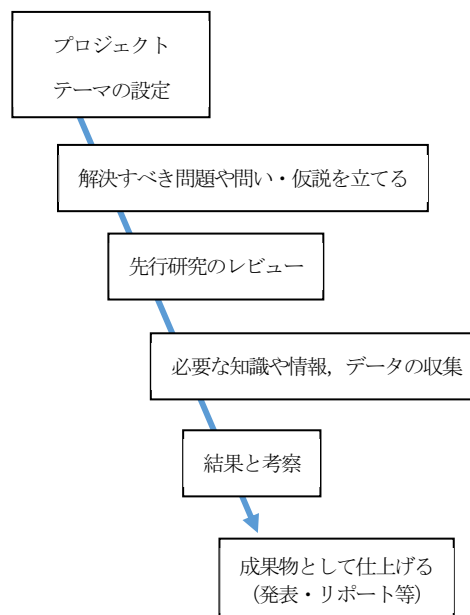 プロジェクト
テーマの設定
解決すべき問題や問い・仮説を立てる
先行研究のレビュー
必要な知識や情報，データの収集
結果と考察
成果物として仕上げる
（発表・リポート等）